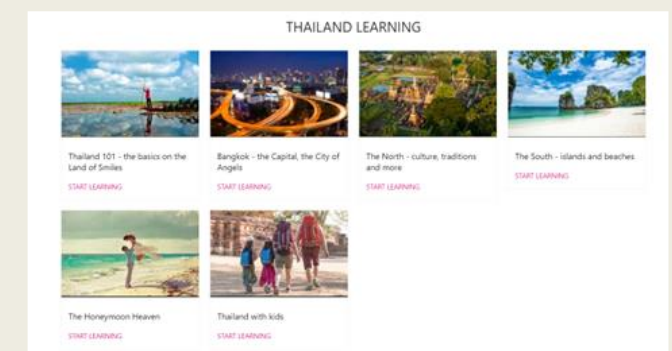 THAILAND LEARNING
Thailand 101 - the basics on the
Land of Smiles
START LEARNING
Bangkok - the Capital, the City of
Angels
START LEARNING
The North - culture, traditions
and more
START LEARNING
The South - islands and beaches
START LEARNING
The Honeymoon Heaven
START LEARNING
Thailand with kids
START LEARNING